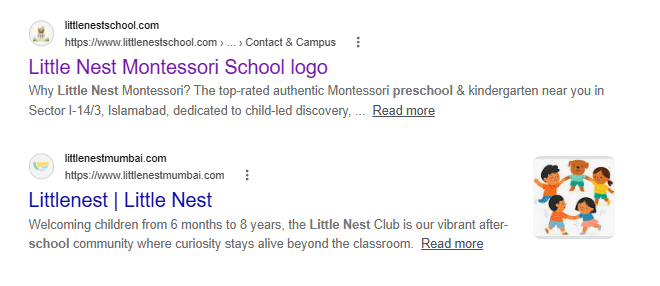 littlenestschool.com
https://www.littlenestschool.com › ... › Contact & Campus
Little Nest Montessori School logo
Why Little Nest Montessori? The top-rated authentic Montessori preschool & kindergarten near you in
Sector I-14/3, Islamabad, dedicated to child-led discovery, ... Read more
littlenestmumbai.com
https://www.littlenestmumbai.com
Littlenest | Little Nest
Welcoming children from 6 months to 8 years, the Little Nest Club is our vibrant after-
school community where curiosity stays alive beyond the classroom. Read more